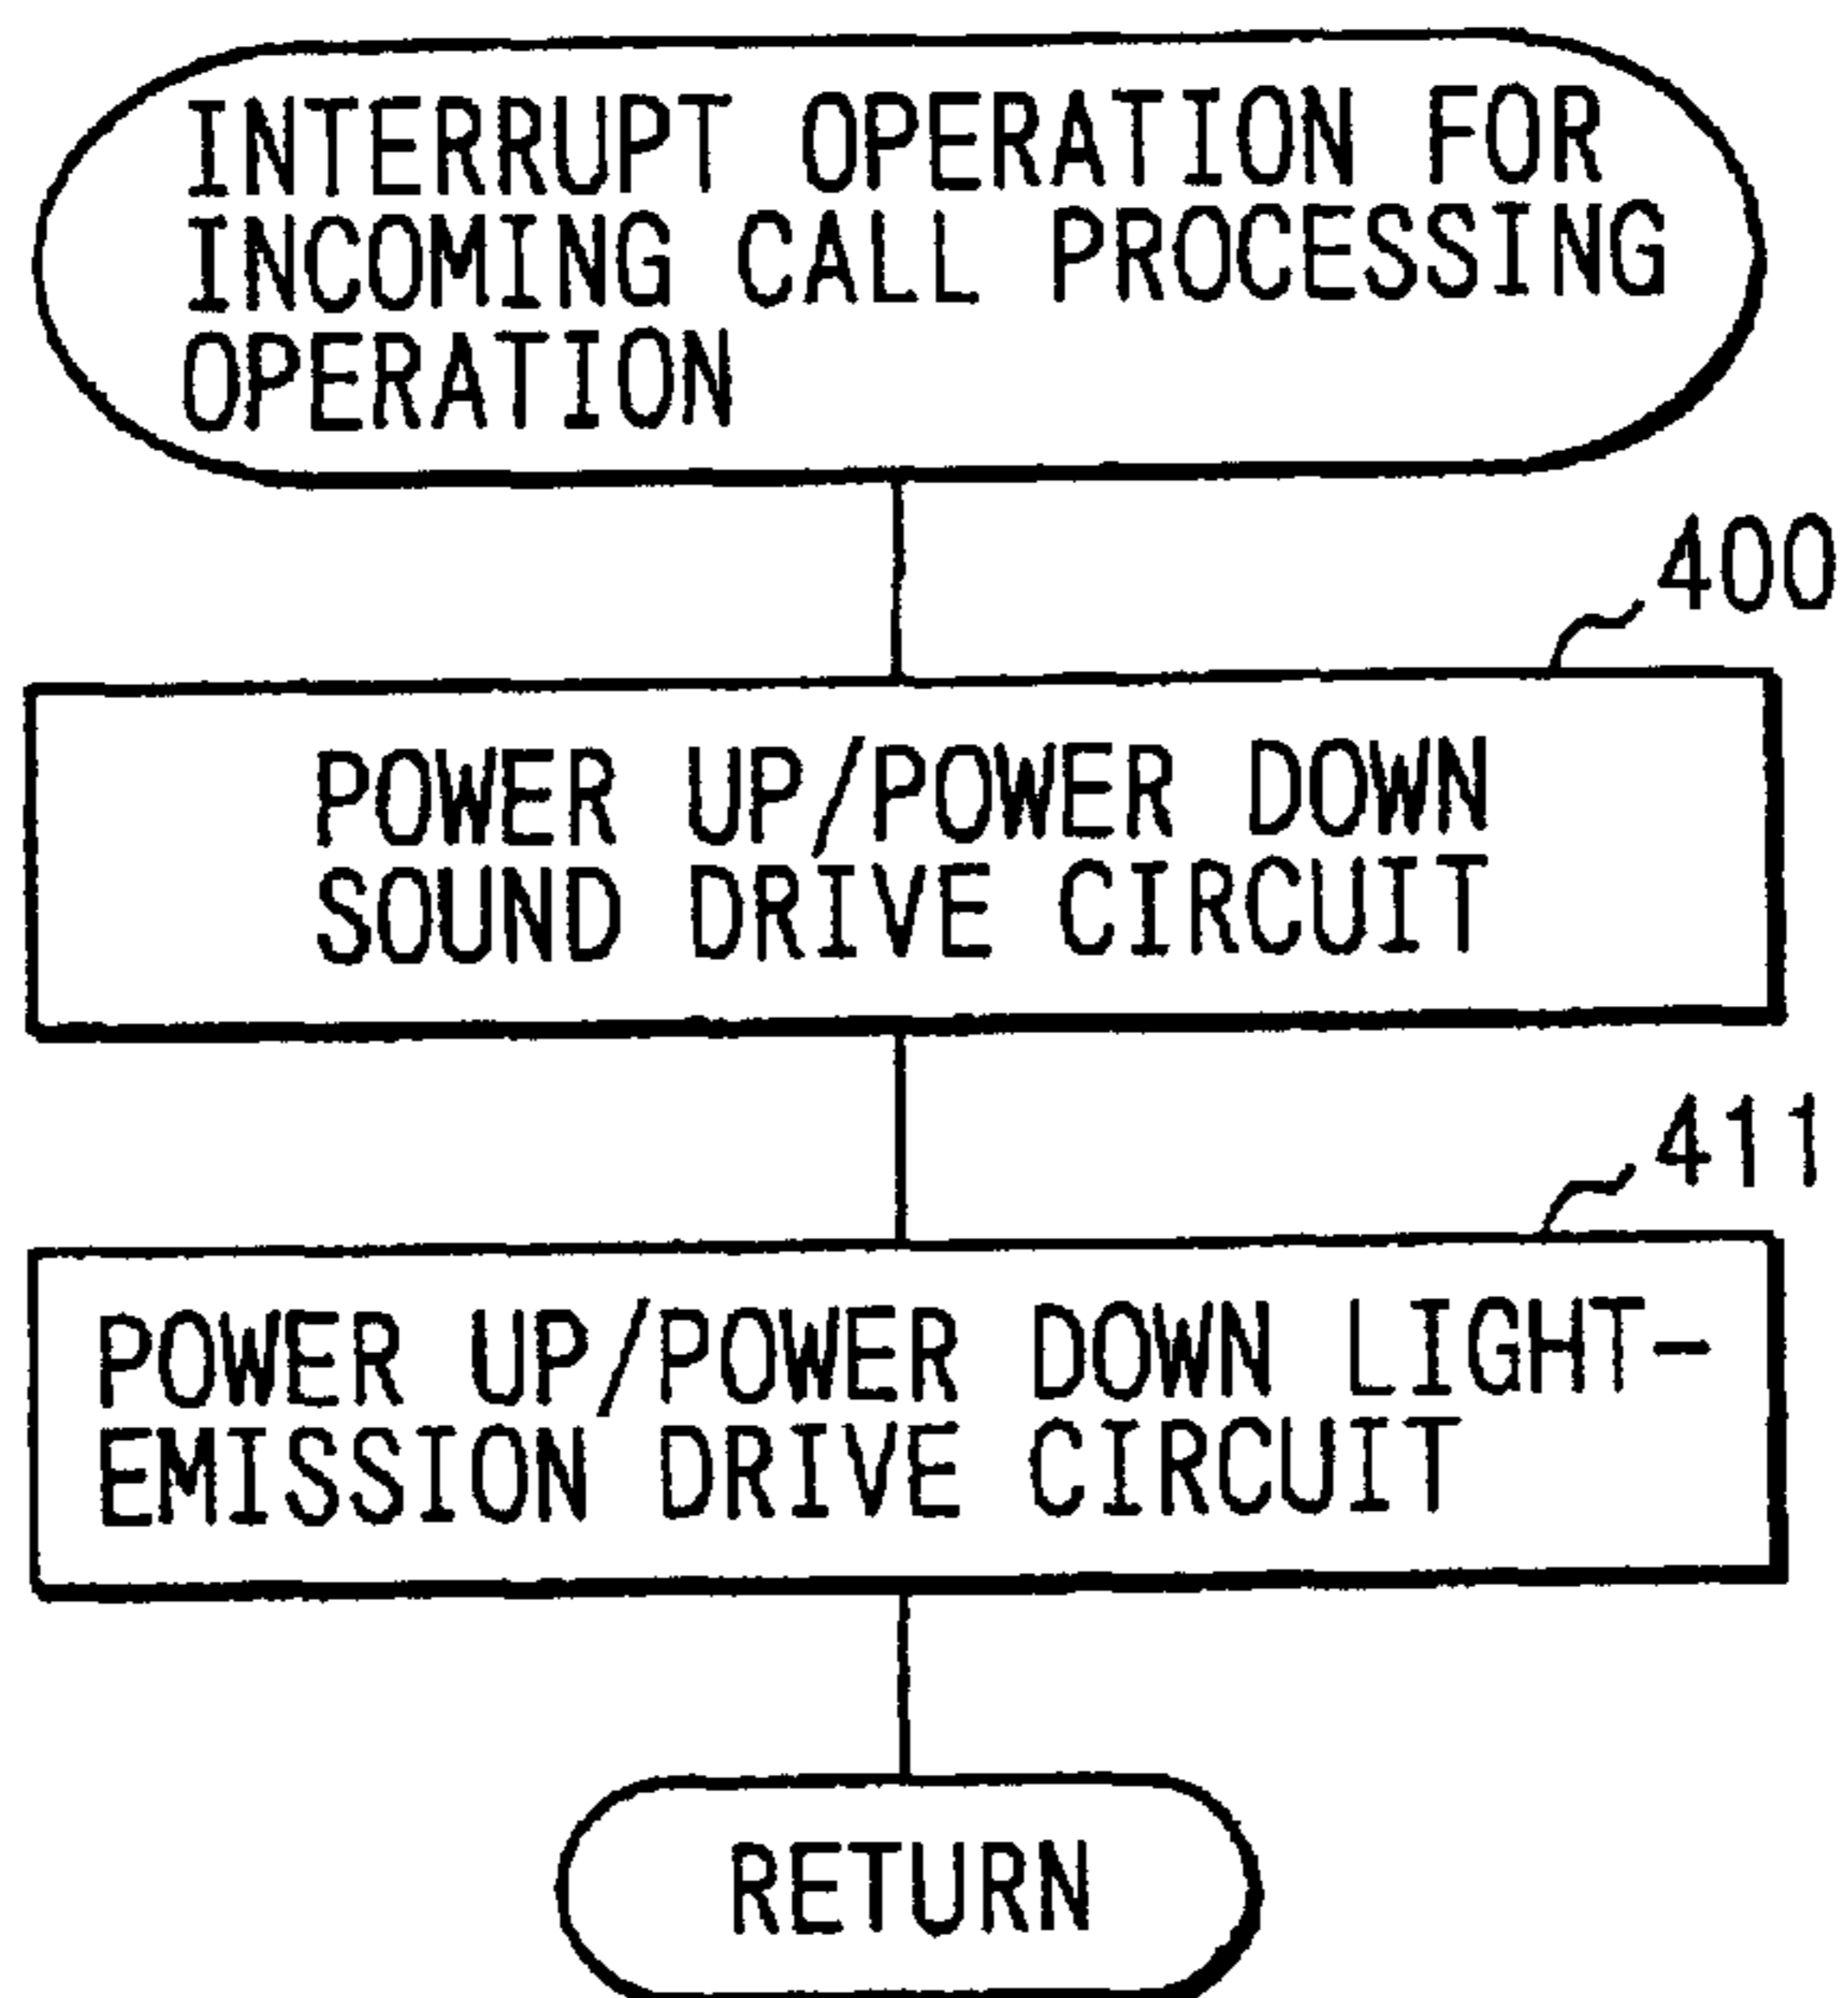 INTERRUPT OPERATION FOR
INCOMING CALL PROCESSING
OPERATION
400
POWER UP/POWER DOWN
SOUND DRIVE CIRCUIT
411
POWER UP/POWER DOWN LIGHT-
EMISSION DRIVE CIRCUIT
RETURN